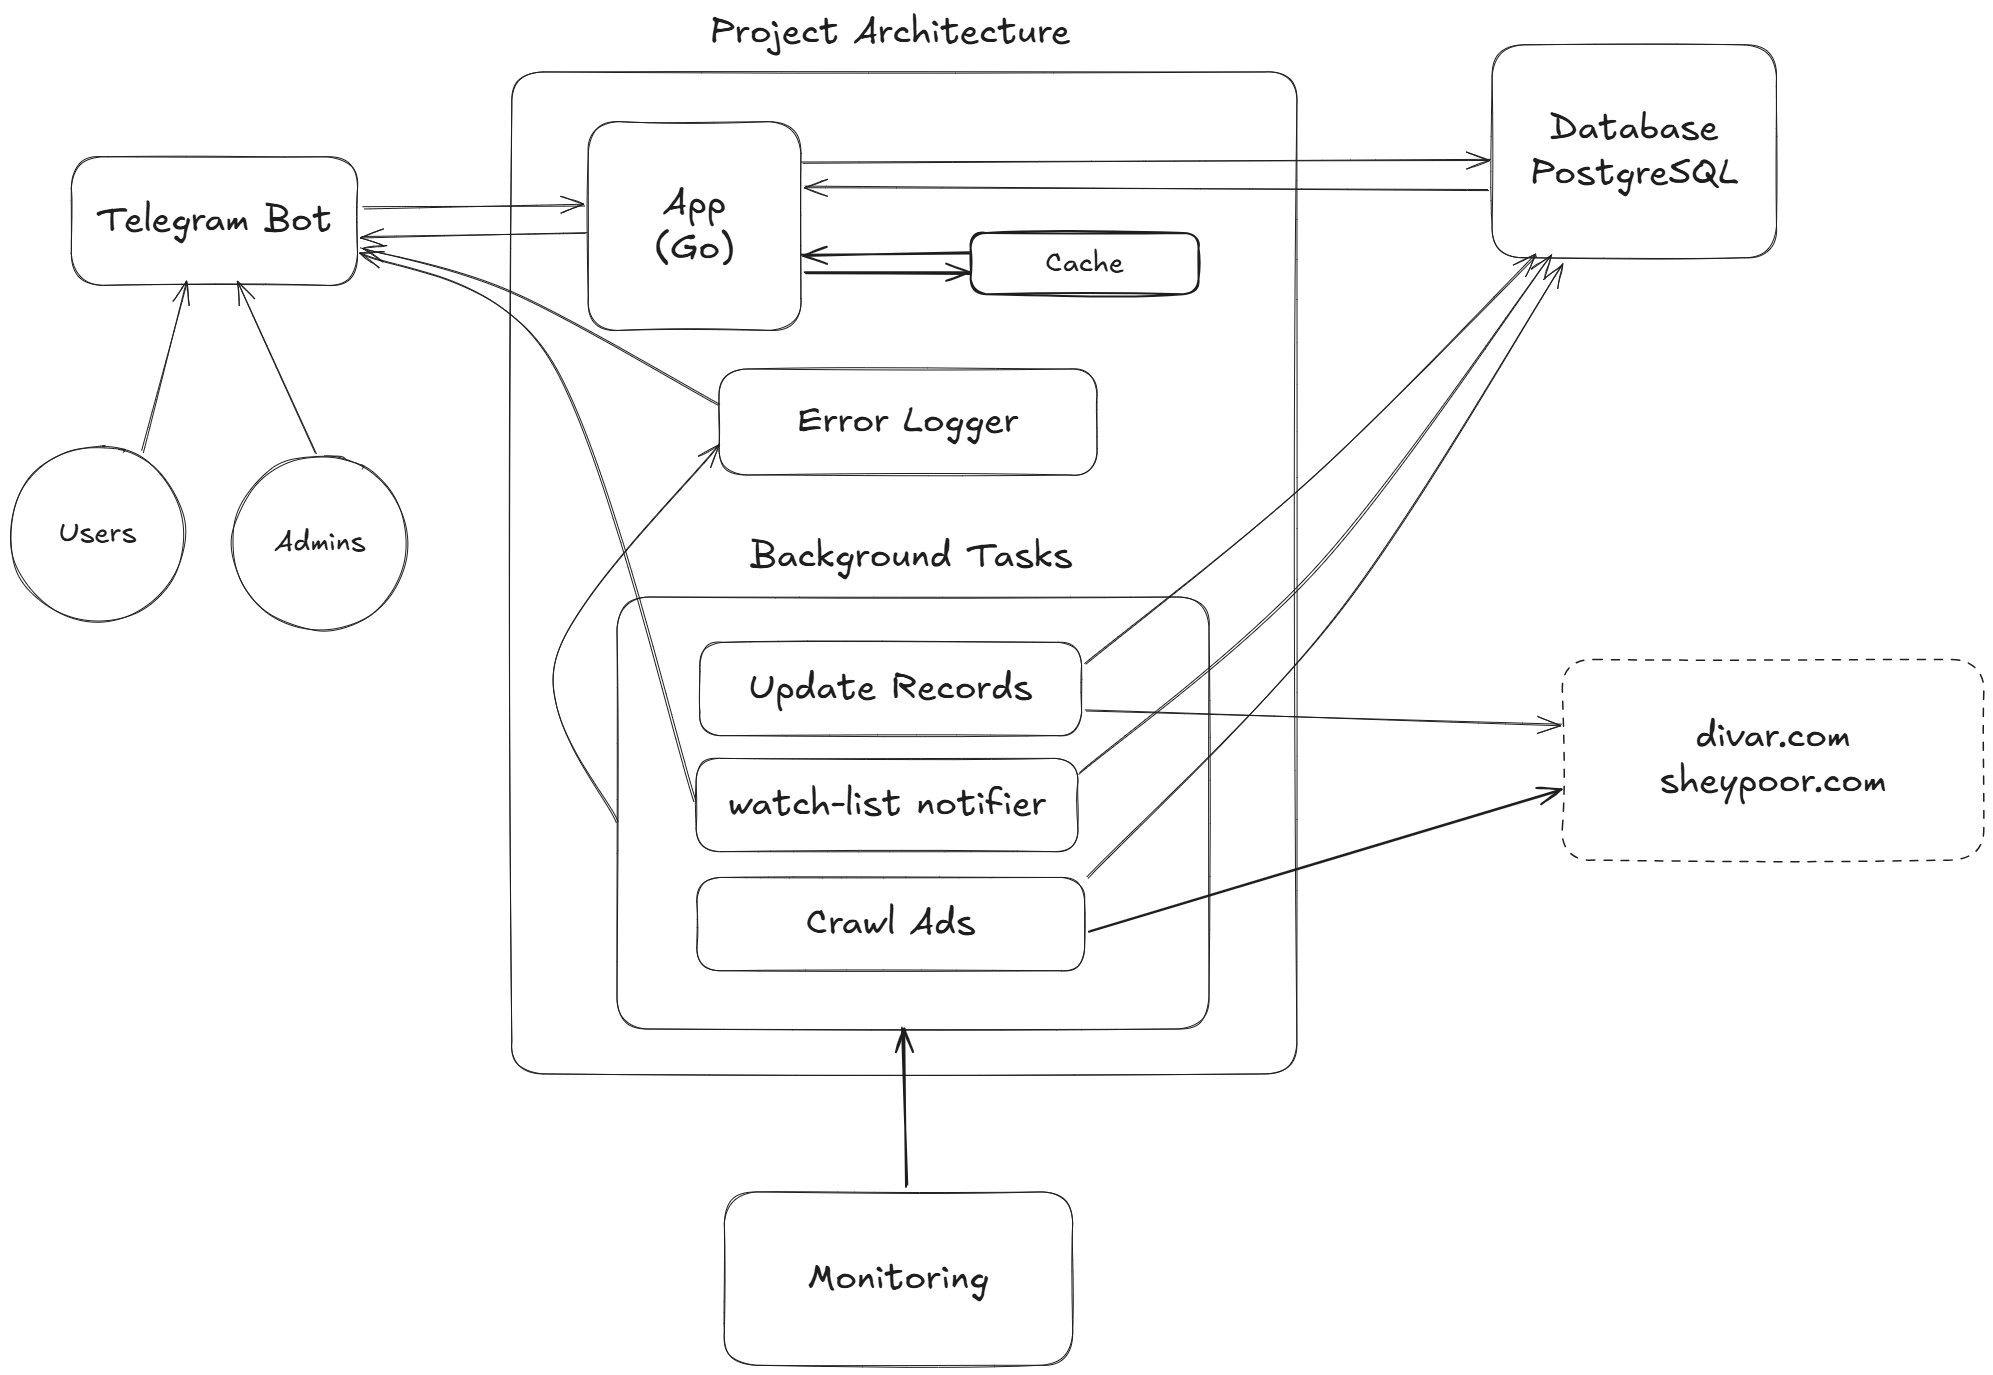 Project Architecture
Database
PostgreSQL
Telegram Bot
App
(Go)
Cache
Error Logger
Users
Admins
Background Tasks
Update Records
watch-list notifier
Crawl Ads
divar.com
sheypoor.com
Monitoring